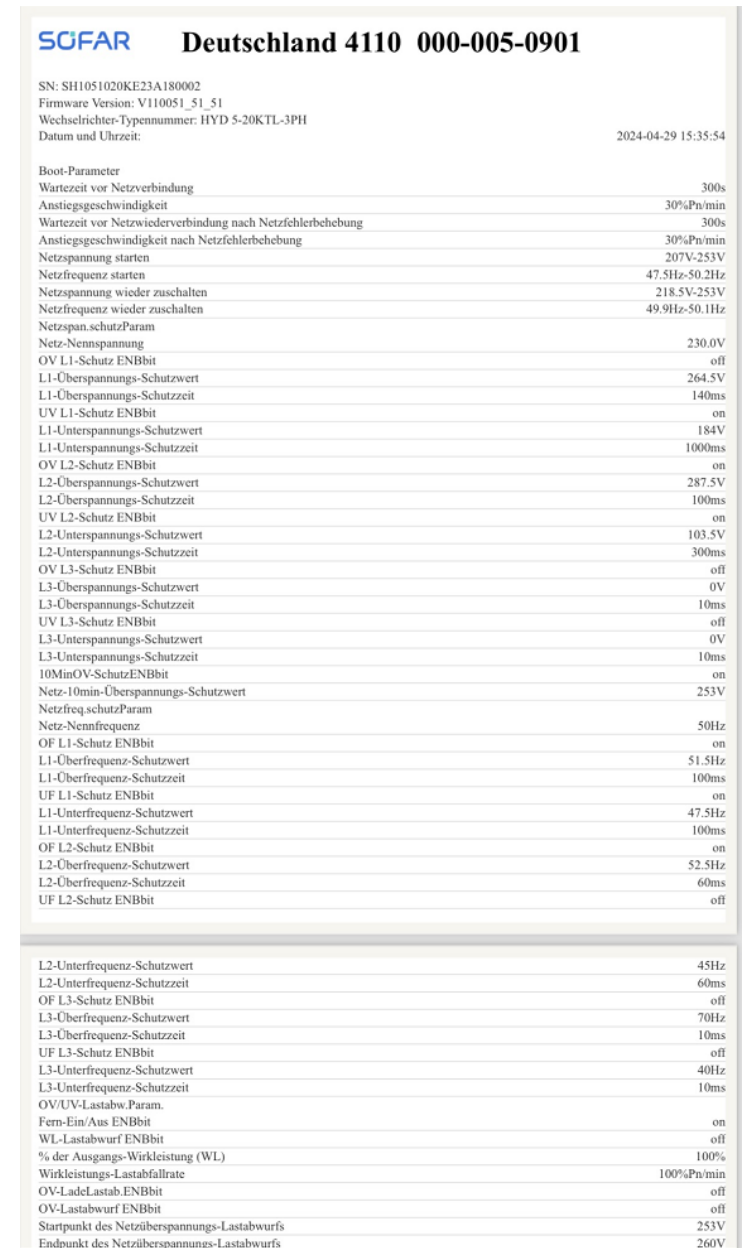 SOFAR Deutschland 4110 000-005-0901
SN: SH1051020KE23A180002
Firmware Version: V110051_51_51
Wechselrichter-Typennummer: HYD 5-20KTL-3PH
Datum und Uhrzeit: 2024-04-29 15:35:54
Boot-Parameter
Wartezeit vor Netzverbindung 300s
Anstiegsgeschwindigkeit 30%Pn/min
Wartezeit vor Netzwiederverbindung nach Netzfehlerbehebung 300s
Anstiegsgeschwindigkeit nach Netzfehlerbehebung 30%Pn/min
Netzspannung starten 207V-253V
Netzfrequenz starten 47.5Hz-50.2Hz
Netzspannung wieder zuschalten 218.5V-253V
Netzfrequenz wieder zuschalten 49.9Hz-50.1Hz
Netzspan.schutzParam
Netz-Nennspannung 230.0V
OV L1-Schutz ENBbit off
L1-Überspannungs-Schutzwert 264.5V
L1-Überspannungs-Schutzzeit 140ms
UV L1-Schutz ENBbit on
L1-Unterspannungs-Schutzwert 184V
L1-Unterspannungs-Schutzzeit 1000ms
OV L2-Schutz ENBbit on
L2-Überspannungs-Schutzwert 287.5V
L2-Überspannungs-Schutzzeit 100ms
UV L2-Schutz ENBbit on
L2-Unterspannungs-Schutzwert 103.5V
L2-Unterspannungs-Schutzzeit 300ms
OV L3-Schutz ENBbit off
L3-Überspannungs-Schutzwert 0V
L3-Überspannungs-Schutzzeit 10ms
UV L3-Schutz ENBbit off
L3-Unterspannungs-Schutzwert 0V
L3-Unterspannungs-Schutzzeit 10ms
10MinOV-SchutzENBbit on
Netz-10min-Überspannungs-Schutzwert 253V
Netzfreq.schutzParam
Netz-Nennfrequenz 50Hz
OF L1-Schutz ENBbit on
L1-Überfrequenz-Schutzwert 51.5Hz
L1-Überfrequenz-Schutzzeit 100ms
UF L1-Schutz ENBbit on
L1-Unterfrequenz-Schutzwert 47.5Hz
L1-Unterfrequenz-Schutzzeit 100ms
OF L2-Schutz ENBbit on
L2-Überfrequenz-Schutzwert 52.5Hz
L2-Überfrequenz-Schutzzeit 60ms
UF L2-Schutz ENBbit off
L2-Unterfrequenz-Schutzwert 45Hz
L2-Unterfrequenz-Schutzzeit 60ms
OF L3-Schutz ENBbit off
L3-Überfrequenz-Schutzwert 70Hz
L3-Überfrequenz-Schutzzeit 10ms
UF L3-Schutz ENBbit off
L3-Unterfrequenz-Schutzwert 40Hz
L3-Unterfrequenz-Schutzzeit 10ms
OV/UV-Lastabw.Param.
Fern-Ein/Aus ENBbit on
WL-Lastabwurf ENBbit off
% der Ausgangs-Wirkleistung (WL) 100%
Wirkleistungs-Lastabfallrate 100%Pn/min
OV-LadeLastab.ENBbit off
OV-Lastabwurf ENBbit off
Startpunkt des Netzüberspannungs-Lastabwurfs 253V
Endpunkt des Netzüberspannungs-Lastabwurfs 260V